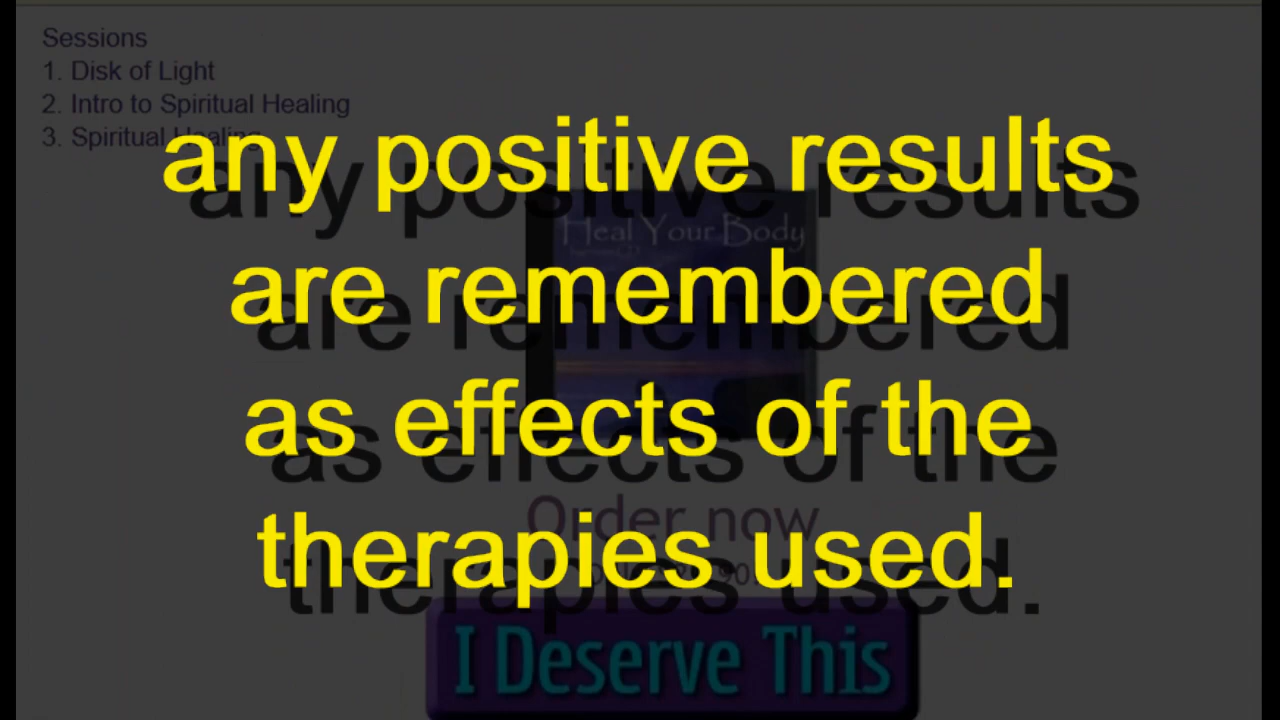 Sessions
1. Disk of Light
2. Intro to Spiritual Healing
3. Spiritual Healing
any positive results
Heal Your Body
are remembered
as effects of the
Order now
therapies used.
I Deserve This